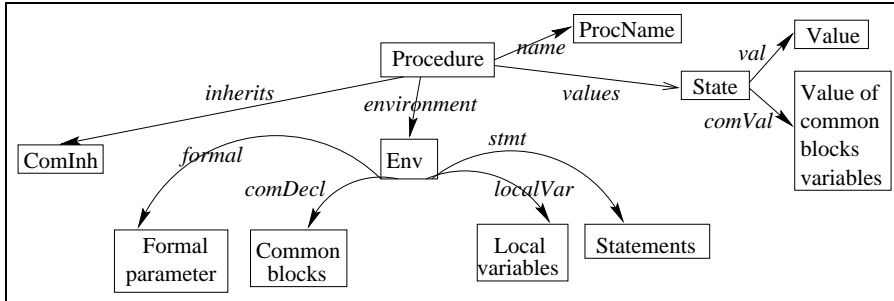 ProcName
name
Procedure
Value
val
State
values
inherits
environment
Value of
common
blocks
variables
comVal
ComInh
formal
Env
stmt
comDecl
localVar
Formal
parameter
Common
blocks
Local
variables
Statements